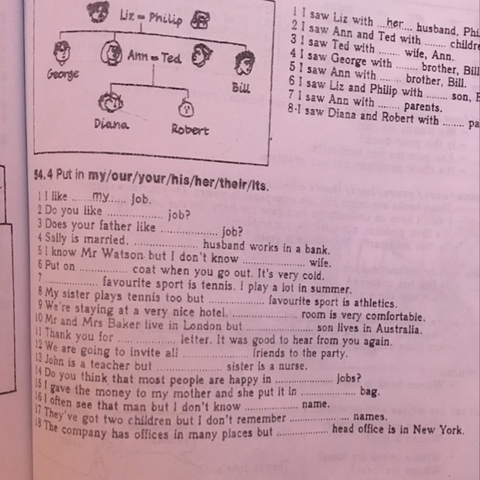 Liz = Philip
George
Ann = Ted
Bill
Diana
Robert
1 I saw Liz with ...her... husband, Phi
2 I saw Ann and Ted with ....... childre
3 I saw Ted with ....... wife, Ann.
4 I saw George with ....... brother, Bill
5 I saw Ann with ....... brother, Bill.
6 I saw Liz and Philip with ....... son,
7 I saw Ann with ....... parents.
8 I saw Diana and Robert with ....... pa
54.4 Put in my/our/your/his/her/their/its.
1 I like ....my.... job.
2 Do you like ............... job?
3 Does your father like ............... job?
4 Sally is married. ............... husband works in a bank.
5 I know Mr Watson but I don't know ............... wife.
6 Put on ............... coat when you go out. It's very cold.
7 ............... favourite sport is tennis. I play a lot in summer.
8 My sister plays tennis too but ............... favourite sport is athletics.
9 We're staying at a very nice hotel. ............... room is very comfortable.
10 Mr and Mrs Baker live in London but ............... son lives in Australia.
11 Thank you for ............... letter. It was good to hear from you again.
12 We are going to invite all ............... friends to the party.
13 John is a teacher but ............... sister is a nurse.
14 Do you think that most people are happy in ............... jobs?
15 I gave the money to my mother and she put it in ............... bag.
16 I often see that man but I don't know ............... name.
17 They've got two children but I don't remember ............... names.
18 The company has offices in many places but ............... head office is in New York.